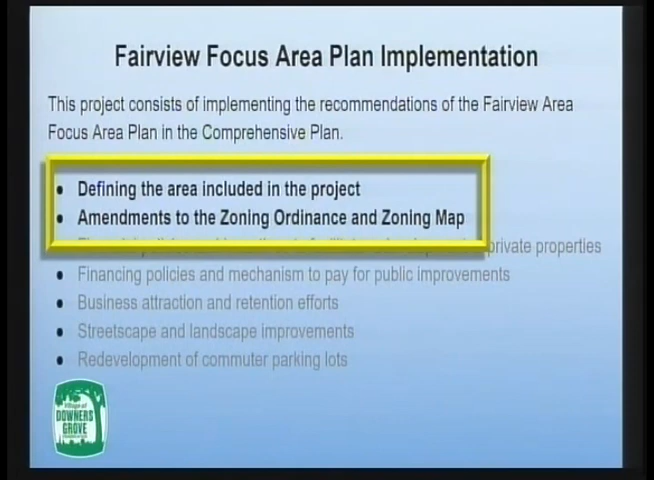 Fairview Focus Area Plan Implementation
This project consists of implementing the recommendations of the Fairview Area
Focus Area Plan in the Comprehensive Plan.
• Defining the area included in the project
• Amendments to the Zoning Ordinance and Zoning Map
private properties
• Financing policies and mechanism to pay for public improvements
• Business attraction and retention efforts
• Streetscape and landscape improvements
• Redevelopment of commuter parking lots
Village of
DOWNERS
GROVE